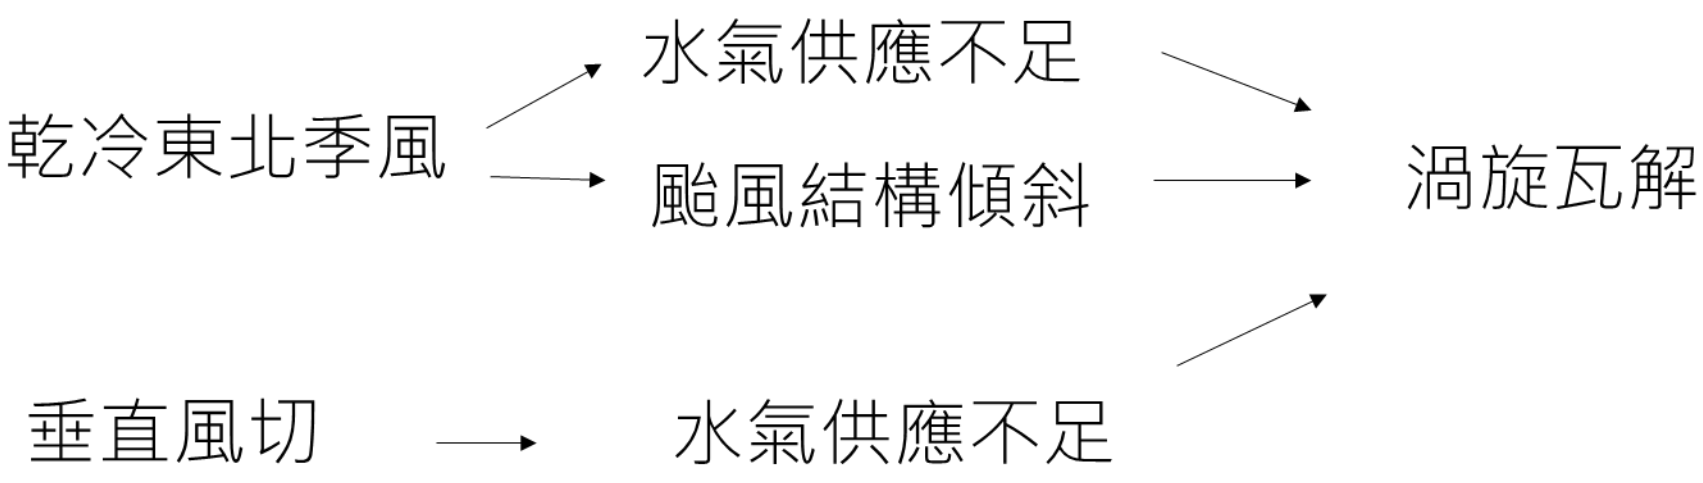 水氣供應不足
乾冷東北季風
颱風結構傾斜
渦旋瓦解
垂直風切
水氣供應不足